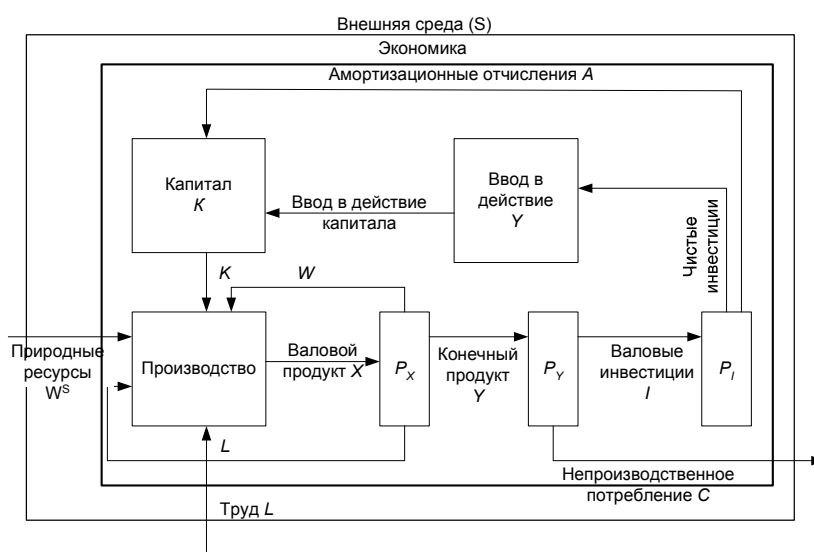 Внешняя среда (S)
Экономика
Амортизационные отчисления A
Капитал
K
Ввод в действие
капитала
Ввод в
действие
Y
Чистые
инвестиции
K
W
Природные
ресурсы
W^S
Производство
Валовой
продукт X
P_X
Конечный
продукт
Y
P_Y
Валовые
инвестиции
I
P_I
L
Непроизводственное
потребление C
Труд L